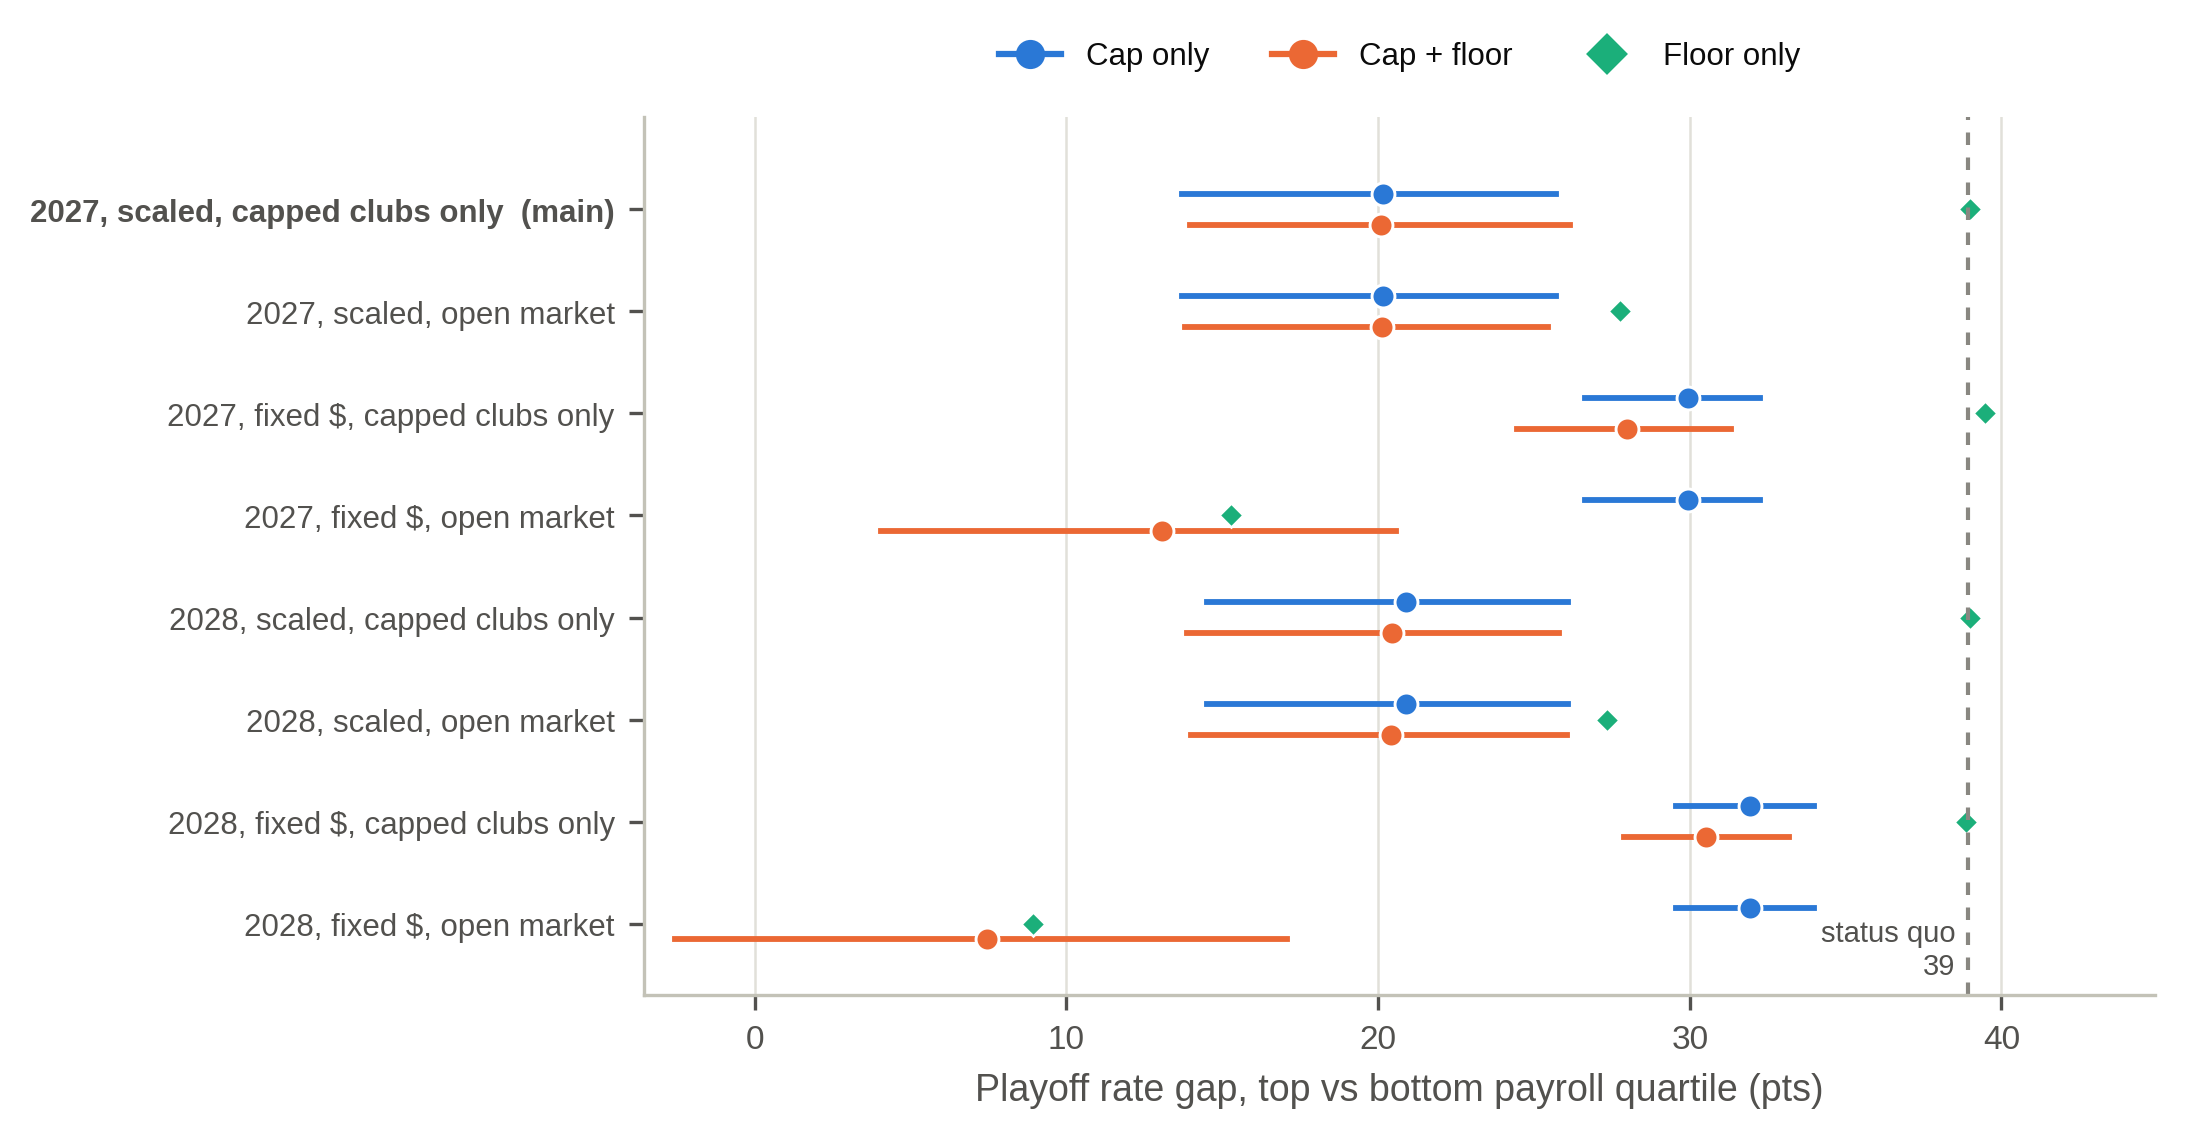 Cap only
Cap + floor
Floor only
2027, scaled, capped clubs only (main)
2027, scaled, open market
2027, fixed $, capped clubs only
2027, fixed $, open market
2028, scaled, capped clubs only
2028, scaled, open market
2028, fixed $, capped clubs only
2028, fixed $, open market
status quo
39
0
10
20
30
40
Playoff rate gap, top vs bottom payroll quartile (pts)